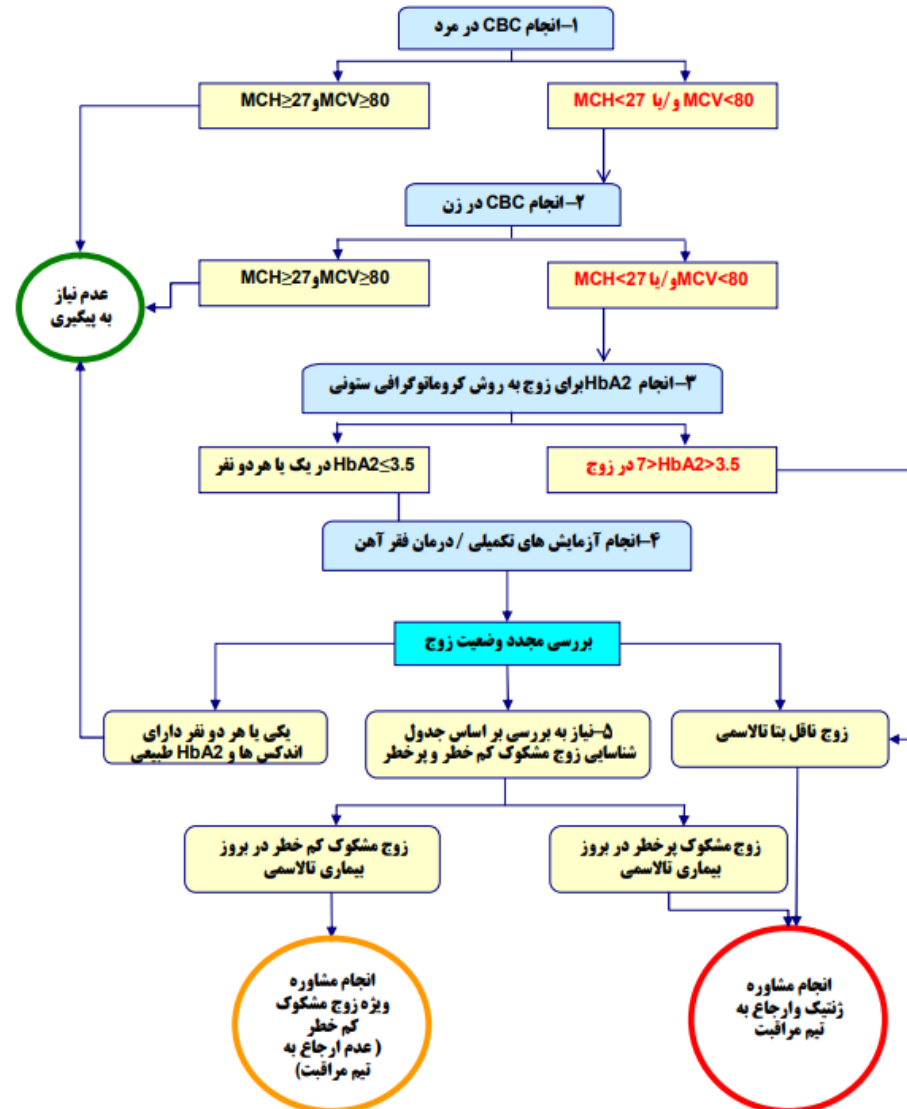 ۱–انجام CBC در مرد
MCV≥80 و MCH≥27
MCV<80 و/یا MCH<27
۲–انجام CBC در زن
MCV≥80 و MCH≥27
MCV<80 و/یا MCH<27
عدم نیاز
به پیگیری
۳–انجام HbA2 برای زوج به روش کروماتوگرافی ستونی
HbA2≤3.5 در یک یا هردو نفر
7>HbA2>3.5 در زوج
۴–انجام آزمایش های تکمیلی / درمان فقر آهن
بررسی مجدد وضعیت زوج
یکی یا هر دو نفر دارای
اندکس ها و HbA2 طبیعی
۵–نیاز به بررسی بر اساس جدول
شناسایی زوج مشکوک کم خطر و پرخطر
زوج ناقل بتا تالاسمی
زوج مشکوک کم خطر در بروز
بیماری تالاسمی
زوج مشکوک پرخطر در بروز
بیماری تالاسمی
انجام مشاوره
ویژه زوج مشکوک
کم خطر
( عدم ارجاع به
تیم مراقبت)
انجام مشاوره
ژنتیک وارجاع به
تیم مراقبت